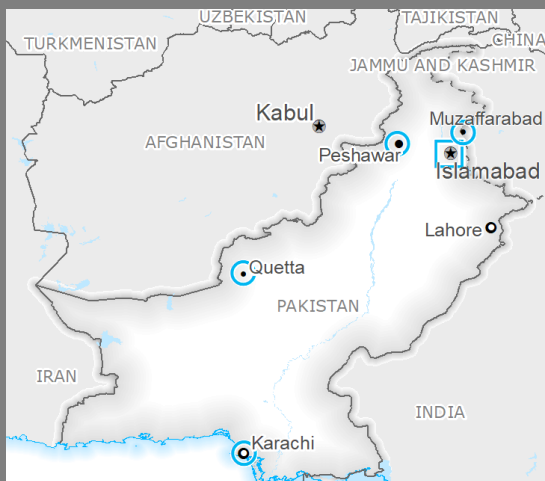 UZBEKISTAN
TAJIKISTAN
TURKMENISTAN
CHINA
JAMMU AND KASHMIR
Kabul
Muzaffarabad
AFGHANISTAN
Peshawar
Islamabad
Lahore
Quetta
PAKISTAN
IRAN
INDIA
Karachi